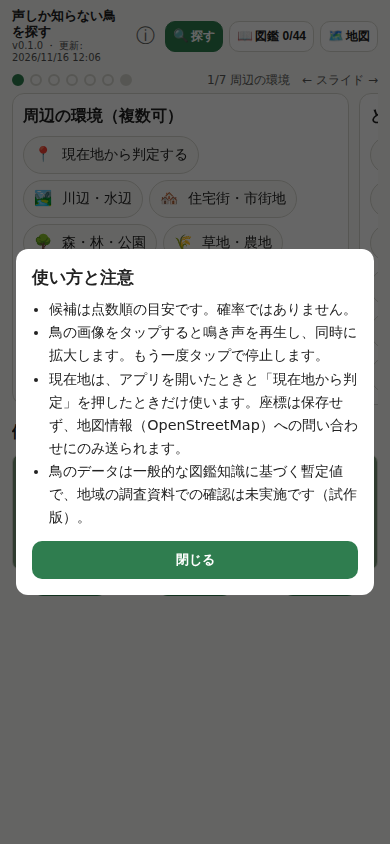 声しか知らない鳥
を探す
v0.1.0 ・ 更新:
2026/11/16 12:06
ⓘ
🔍 探す
📖 図鑑 0/44
🗺️ 地図
1/7 周辺の環境 ← スライド →
周辺の環境（複数可）
📍 現在地から判定する
🏞️ 川辺・水辺
🏘️ 住宅街・市街地
🌳 森・林・公園
🌾 草地・農地
使い方と注意
• 候補は点数順の目安です。確率ではありません。
• 鳥の画像をタップすると鳴き声を再生し、同時に
拡大します。もう一度タップで停止します。
• 現在地は、アプリを開いたときと「現在地から判
定」を押したときだけ使います。座標は保存せ
ず、地図情報（OpenStreetMap）への問い合わ
せにのみ送られます。
• 鳥のデータは一般的な図鑑知識に基づく暫定値
で、地域の調査資料での確認は未実施です（試作
版）。
閉じる